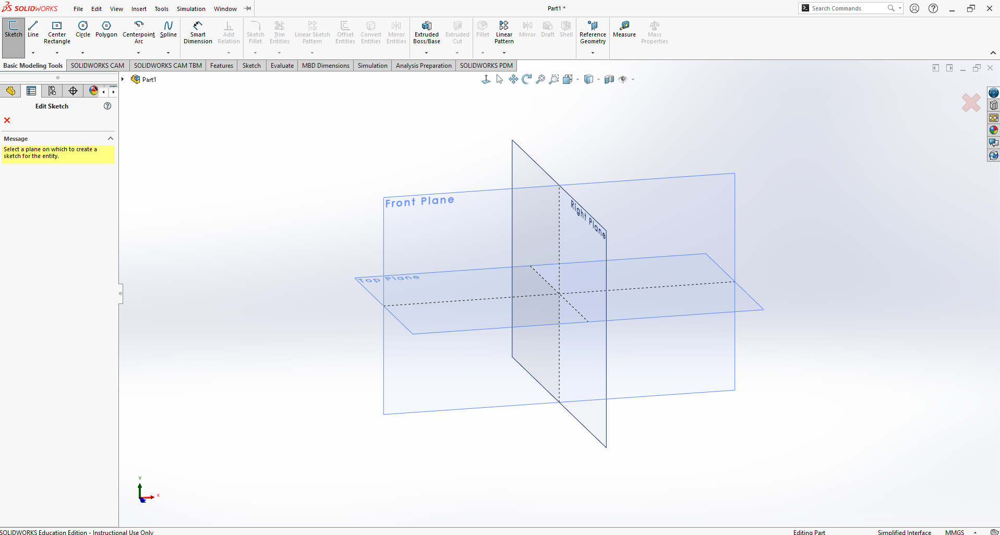 SOLIDWORKS
File Edit View Insert Tools Simulation Window
Part1 *
Search Commands
Sketch
Line
Center
Rectangle
Circle
Polygon
Centerpoint
Arc
Spline
Smart
Dimension
Add
Relation
Sketch
Fillet
Trim
Entities
Linear Sketch
Pattern
Offset
Entities
Convert
Entities
Mirror
Entities
Extruded
Boss/Base
Extruded
Cut
Fillet
Linear
Pattern
Mirror
Draft
Shell
Reference
Geometry
Measure
Mass
Properties
Basic Modeling Tools SOLIDWORKS CAM SOLIDWORKS CAM TBM Features Sketch Evaluate MBD Dimensions Simulation Analysis Preparation SOLIDWORKS PDM
Part1
Edit Sketch
Message
Select a plane on which to create a
sketch for the entity.
Front Plane
Right Plane
Top Plane
Y
X
SOLIDWORKS Education Edition - Instructional Use Only
Editing Part
Simplified Interface
MMGS